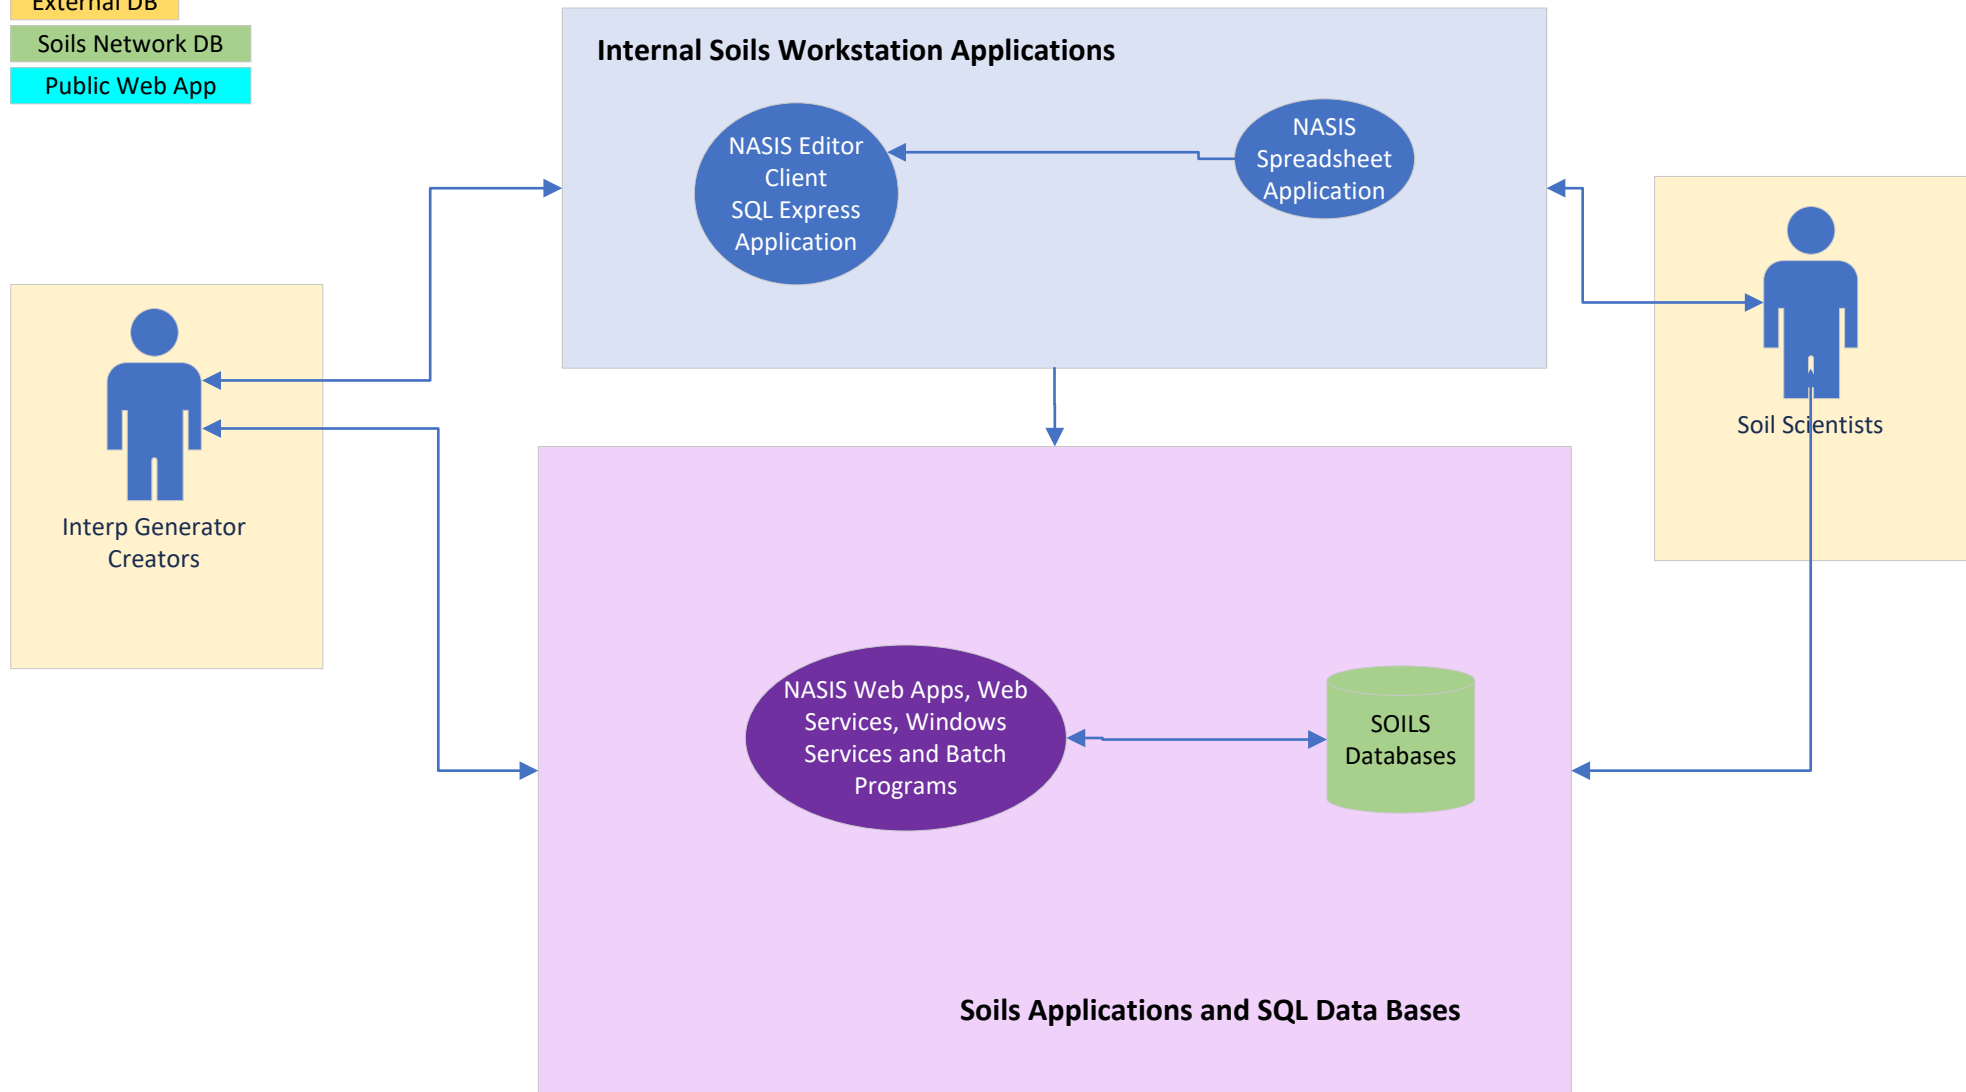 External DB
Soils Network DB
Public Web App
Internal Soils Workstation Applications
NASIS Editor
Client
SQL Express
Application
NASIS
Spreadsheet
Application
Interp Generator
Creators
Soil Scientists
NASIS Web Apps, Web
Services, Windows
Services and Batch
Programs
SOILS
Databases
Soils Applications and SQL Data Bases